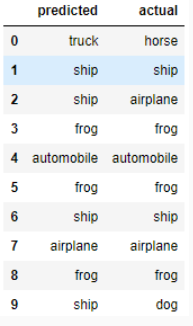 predicted actual
0 truck horse
1 ship ship
2 ship airplane
3 frog frog
4 automobile automobile
5 frog frog
6 ship ship
7 airplane airplane
8 frog frog
9 ship dog